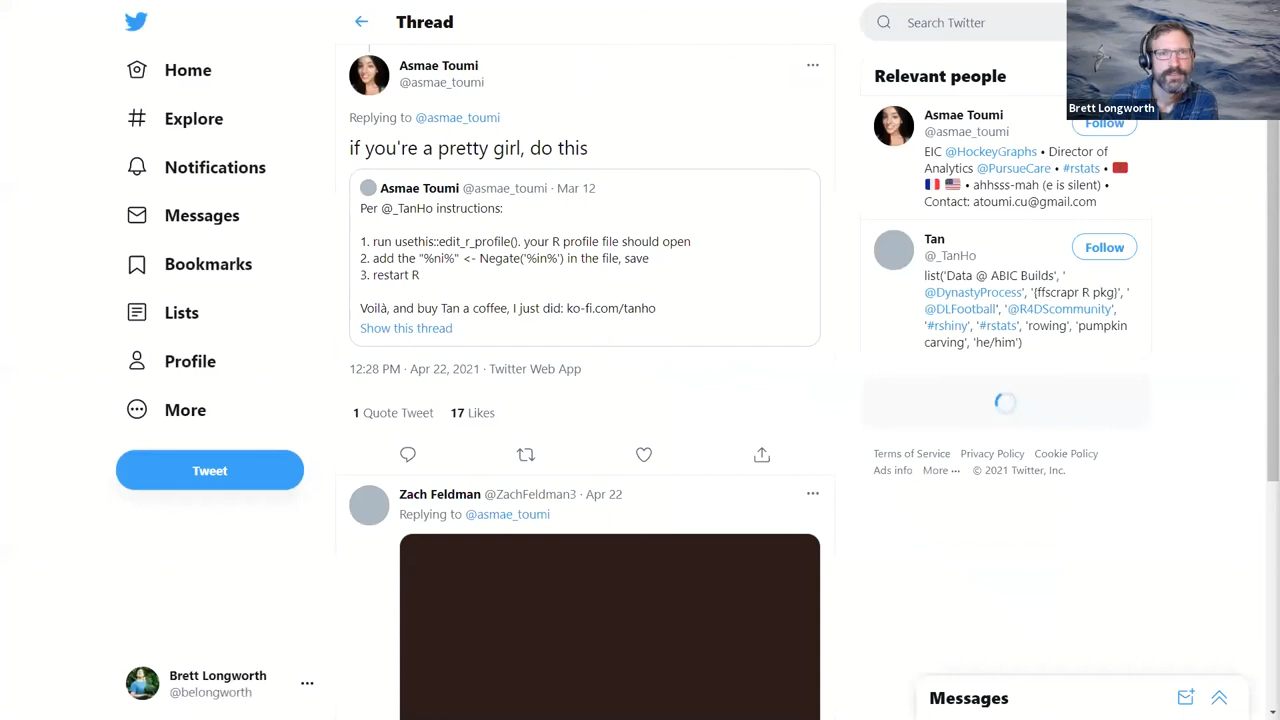 Home
Explore
Notifications
Messages
Bookmarks
Lists
Profile
More
Tweet
Brett Longworth
@belongworth
Thread
Asmae Toumi
@asmae_toumi
Replying to @asmae_toumi
if you're a pretty girl, do this
Asmae Toumi @asmae_toumi · Mar 12
Per @_TanHo instructions:
1. run usethis::edit_r_profile(). your R profile file should open
2. add the "%ni%" <- Negate('%in%') in the file, save
3. restart R
Voilà, and buy Tan a coffee, I just did: ko-fi.com/tanho
Show this thread
12:28 PM · Apr 22, 2021 · Twitter Web App
1 Quote Tweet 17 Likes
Zach Feldman @ZachFeldman3 · Apr 22
Replying to @asmae_toumi
Search Twitter
Brett Longworth
Relevant people
Asmae Toumi
@asmae_toumi
Follow
EIC @HockeyGraphs • Director of
Analytics @PursueCare • #rstats •
• ahhsss-mah (e is silent) •
Contact: atoumi.cu@gmail.com
Tan
@_TanHo
Follow
list('Data @ ABIC Builds', '
@DynastyProcess', '{ffscrapr R pkg}', '
@DLFootball', '@R4DScommunity',
'#rshiny', '#rstats', 'rowing', 'pumpkin
carving', 'he/him')
Terms of Service Privacy Policy Cookie Policy
Ads info More ··· © 2021 Twitter, Inc.
Messages